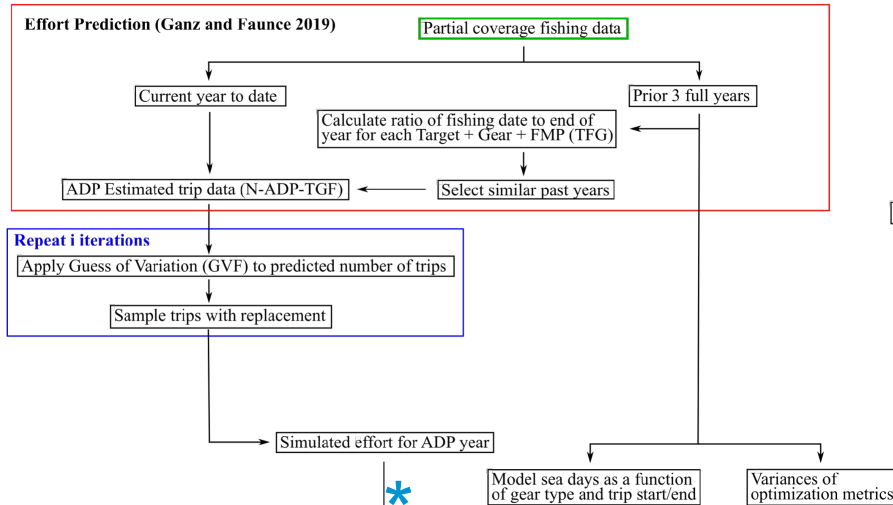 Effort Prediction (Ganz and Faunce 2019)
Partial coverage fishing data
Current year to date
Prior 3 full years
Calculate ratio of fishing date to end of
year for each Target + Gear + FMP (TFG)
ADP Estimated trip data (N-ADP-TGF)
Select similar past years
Repeat i iterations
Apply Guess of Variation (GVF) to predicted number of trips
Sample trips with replacement
Simulated effort for ADP year
*
Model sea days as a function
of gear type and trip start/end
Variances of
optimization metrics